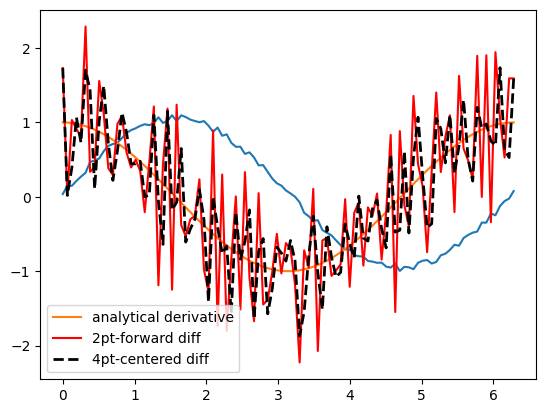 2
1
0
−1
−2
analytical derivative
2pt-forward diff
4pt-centered diff
0 1 2 3 4 5 6